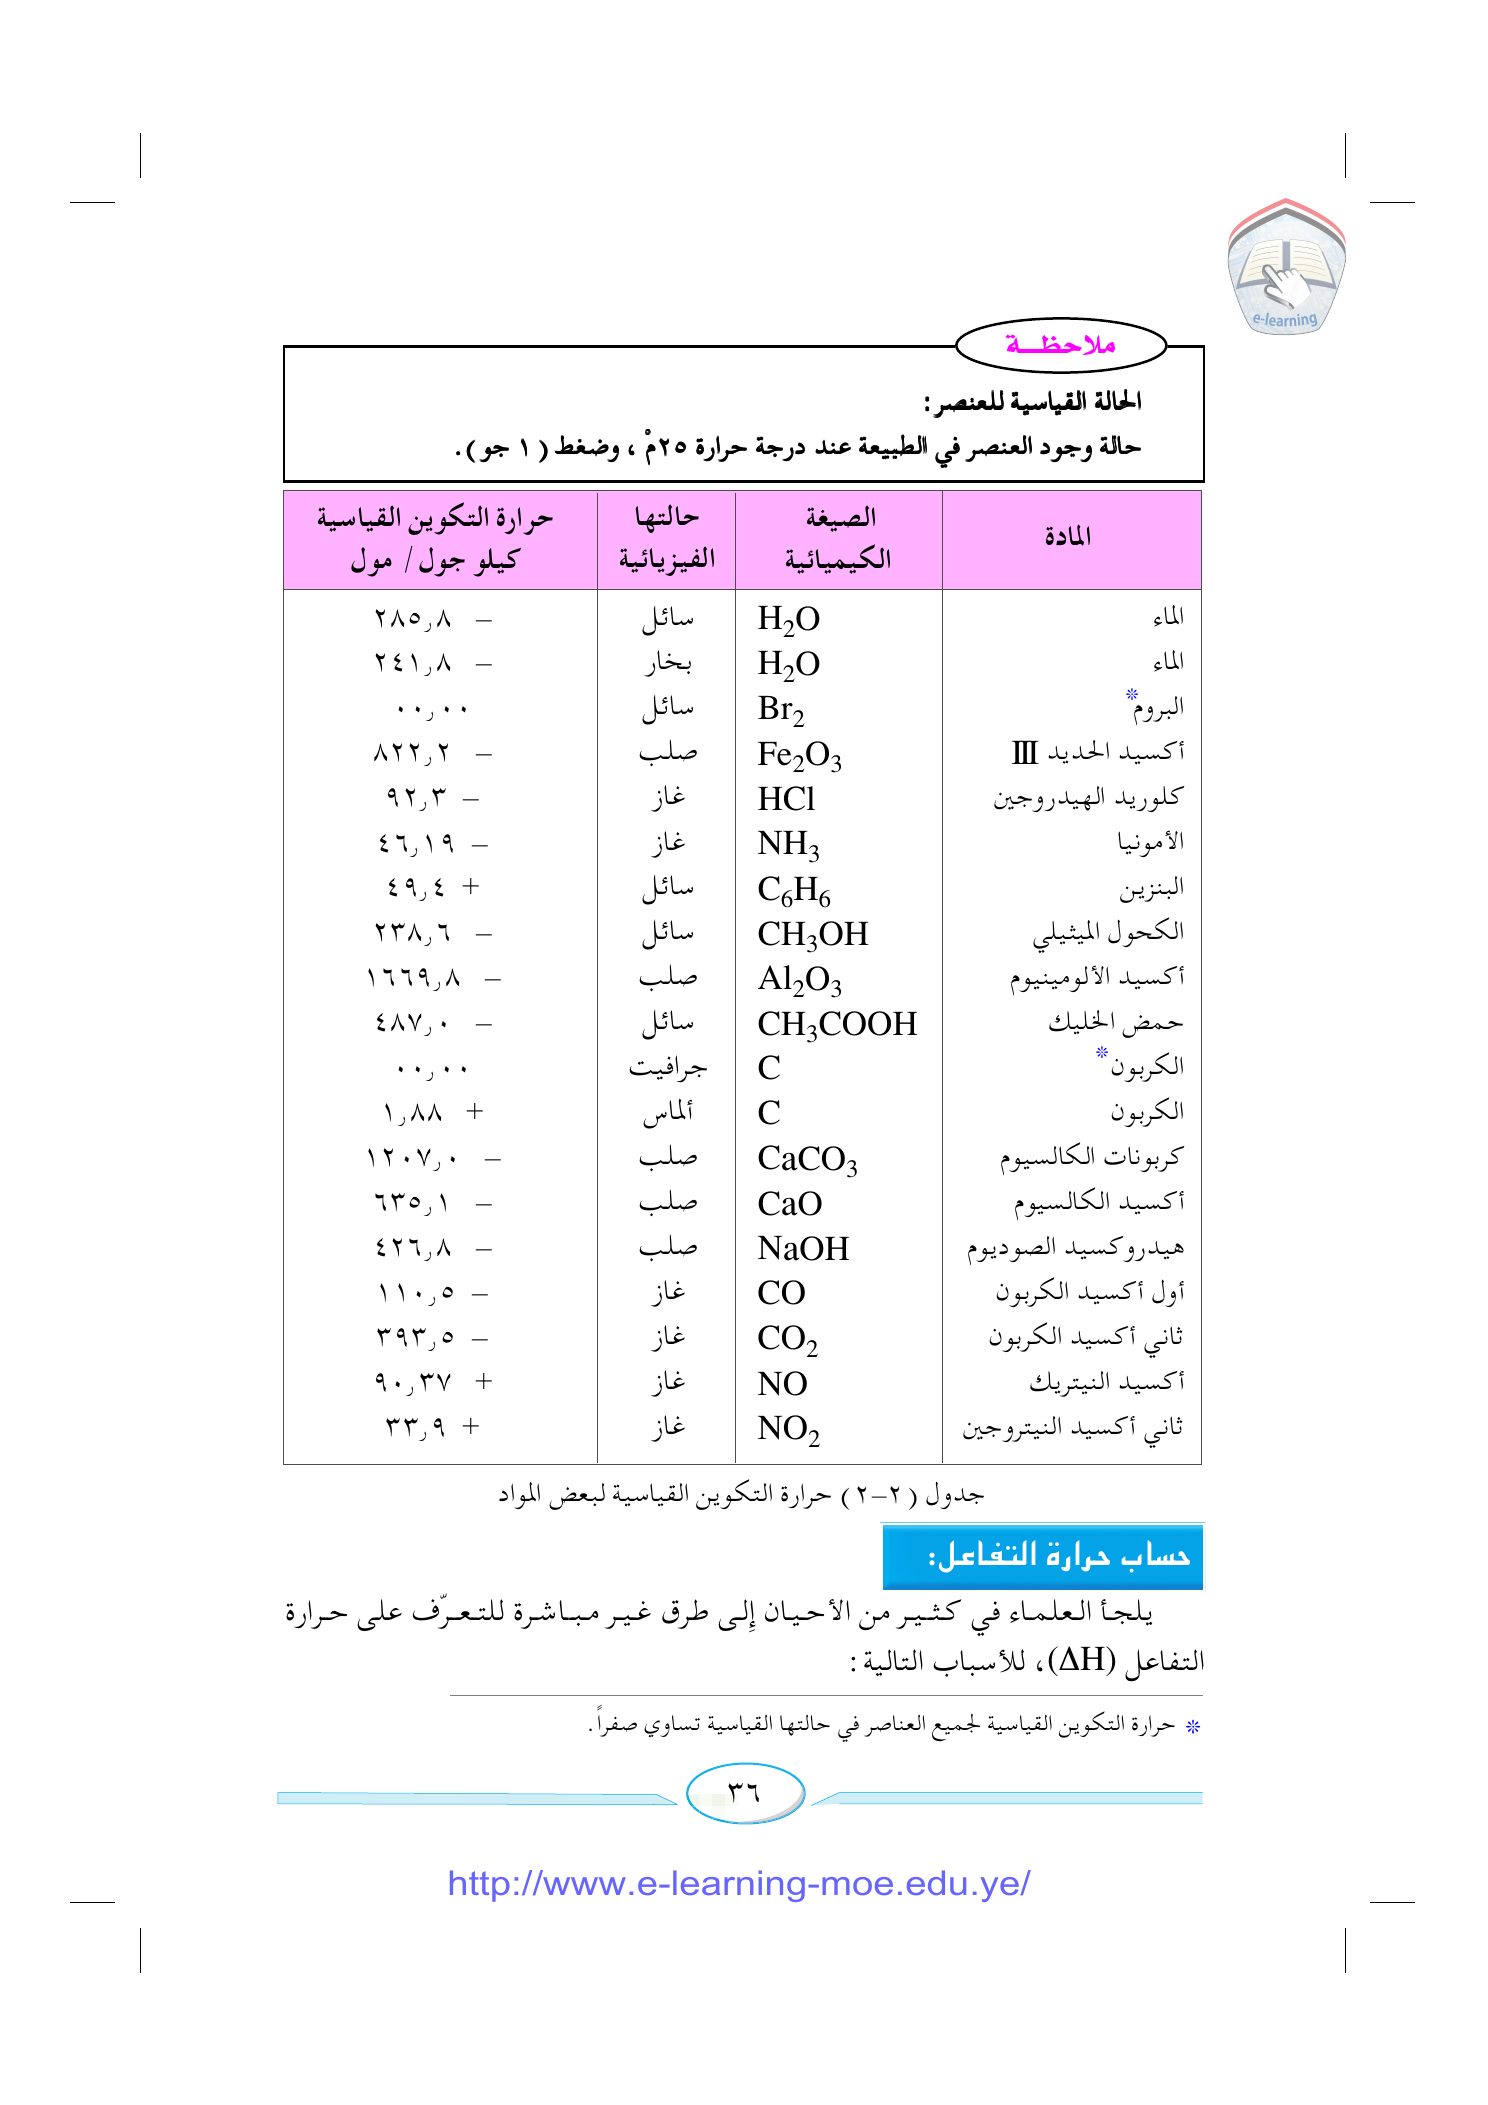 e-learning
ملاحظـة
الحالة القياسية للعنصر:
حالة وجود العنصر في الطبيعة عند درجة حرارة ٢٥مْ ، وضغط ( ١ جو ).
المادة الصيغة الكيميائية حالتها الفيزيائية حرارة التكوين القياسية كيلو جول / مول
الماء H2O سائل – ٢٨٥٫٨
الماء H2O بخار – ٢٤١٫٨
البروم* Br2 سائل ٠٠٫٠٠
أكسيد الحديد III Fe2O3 صلب – ٨٢٢٫٢
كلوريد الهيدروجين HCl غاز – ٩٢٫٣
الأمونيا NH3 غاز – ٤٦٫١٩
البنزين C6H6 سائل + ٤٩٫٤
الكحول الميثيلي CH3OH سائل – ٢٣٨٫٦
أكسيد الألومينيوم Al2O3 صلب – ١٦٦٩٫٨
حمض الخليك CH3COOH سائل – ٤٨٧٫٠
الكربون* C جرافيت ٠٠٫٠٠
الكربون C ألماس + ١٫٨٨
كربونات الكالسيوم CaCO3 صلب – ١٢٠٧٫٠
أكسيد الكالسيوم CaO صلب – ٦٣٥٫١
هيدروكسيد الصوديوم NaOH صلب – ٤٢٦٫٨
أول أكسيد الكربون CO غاز – ١١٠٫٥
ثاني أكسيد الكربون CO2 غاز – ٣٩٣٫٥
أكسيد النيتريك NO غاز + ٩٠٫٣٧
ثاني أكسيد النيتروجين NO2 غاز + ٣٣٫٩
جدول ( ٢–٢ ) حرارة التكوين القياسية لبعض المواد
حساب حرارة التفاعل:
يلجأ العلماء في كثير من الأحيان إِلى طرق غير مباشرة للتعرّف على حرارة
التفاعل (ΔH)، للأسباب التالية :
* حرارة التكوين القياسية لجميع العناصر في حالتها القياسية تساوي صفراً .
٣٦
http://www.e-learning-moe.edu.ye/